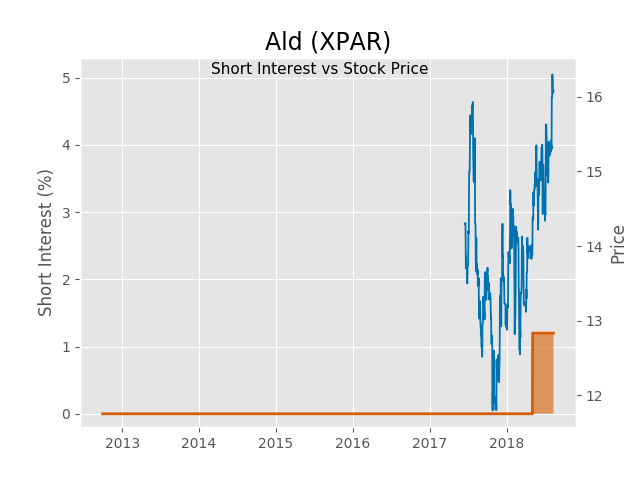 Ald (XPAR)
Short Interest vs Stock Price
Short Interest (%)
5
4
3
2
1
0
16
15
14
13
12
Price
2013 2014 2015 2016 2017 2018